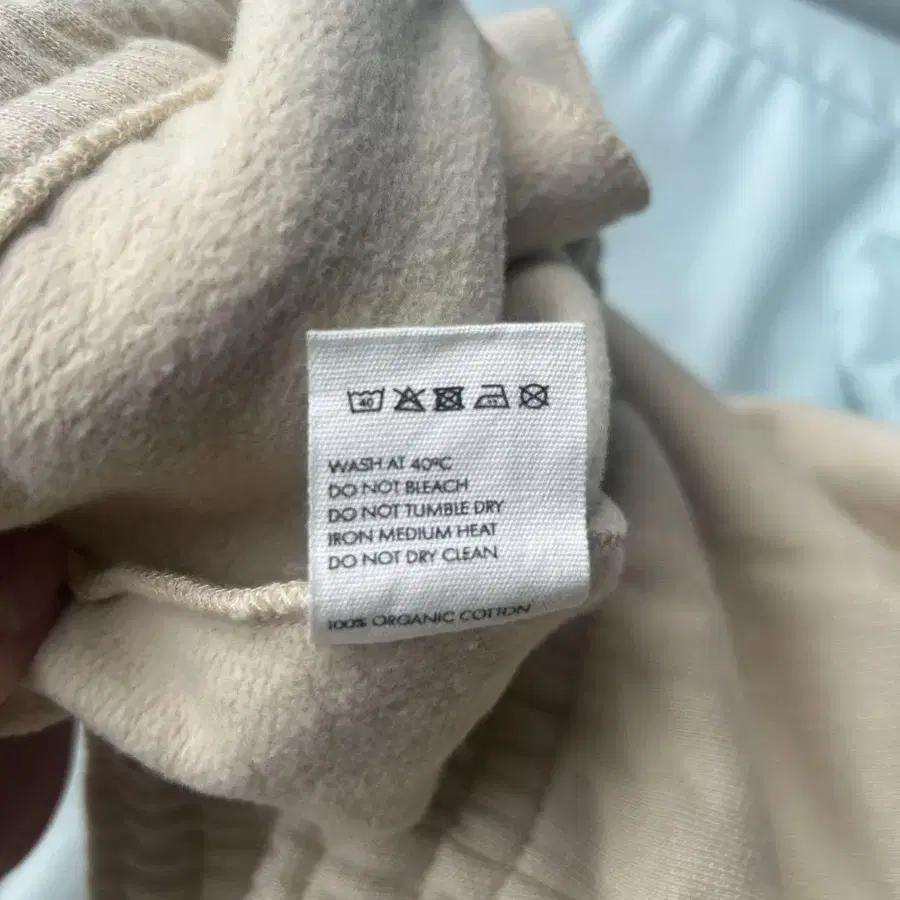 40
WASH AT 40°C
DO NOT BLEACH
DO NOT TUMBLE DRY
IRON MEDIUM HEAT
DO NOT DRY CLEAN
100% ORGANIC COTTON